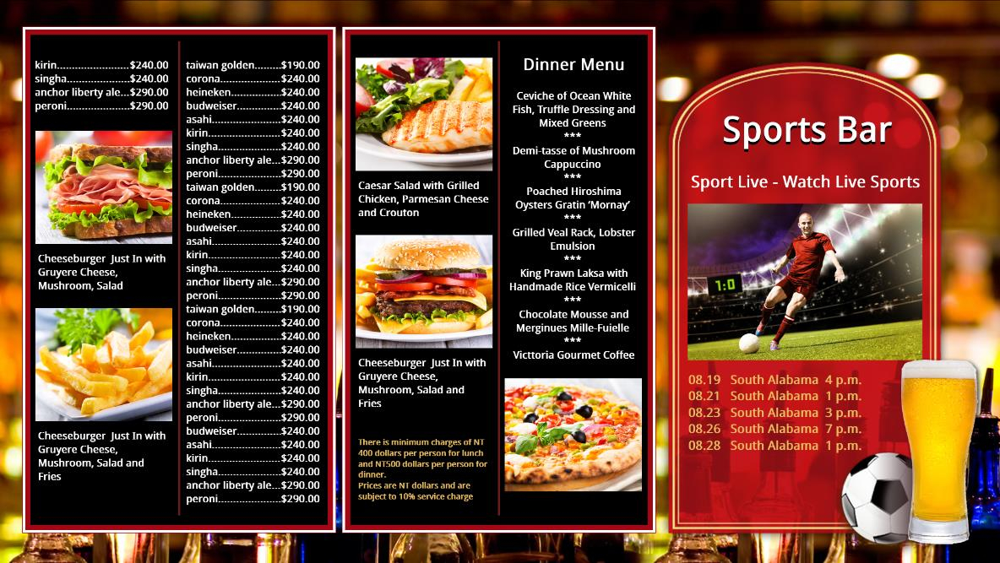 kirin......................$240.00
singha...................$240.00
anchor liberty ale...$290.00
peroni...................$290.00
Cheeseburger  Just In with
Gruyere Cheese,
Mushroom, Salad
Cheeseburger  Just In with
Gruyere Cheese,
Mushroom, Salad and
Fries
taiwan golden.........$190.00
corona...................$240.00
heineken................$240.00
budweiser..............$240.00
asahi.....................$240.00
kirin......................$240.00
singha...................$240.00
anchor liberty ale...$290.00
peroni...................$290.00
taiwan golden.........$190.00
corona...................$240.00
heineken................$240.00
budweiser..............$240.00
asahi.....................$240.00
kirin......................$240.00
singha...................$240.00
anchor liberty ale...$290.00
peroni...................$290.00
taiwan golden.........$190.00
corona...................$240.00
heineken................$240.00
budweiser..............$240.00
asahi.....................$240.00
kirin......................$240.00
singha...................$240.00
anchor liberty ale...$290.00
peroni...................$290.00
budweiser..............$240.00
asahi.....................$240.00
kirin......................$240.00
singha...................$240.00
anchor liberty ale...$290.00
peroni...................$290.00
Caesar Salad with Grilled
Chicken, Parmesan Cheese
and Crouton
Cheeseburger  Just In with
Gruyere Cheese,
Mushroom, Salad and
Fries
There is minimum charges of NT
400 dollars per person for lunch
and NT500 dollars per person for
dinner.
Prices are NT dollars and are
subject to 10% service charge
Dinner Menu
Ceviche of Ocean White
Fish, Truffle Dressing and
Mixed Greens
***
Demi-tasse of Mushroom
Cappuccino
***
Poached Hiroshima
Oysters Gratin ‘Mornay’
***
Grilled Veal Rack, Lobster
Emulsion
***
King Prawn Laksa with
Handmade Rice Vermicelli
***
Chocolate Mousse and
Merginues Mille-Fuielle
***
Victtoria Gourmet Coffee
Sports Bar
Sport Live - Watch Live Sports
1:0
08.19   South Alabama  4 p.m.
08.21   South Alabama  1 p.m.
08.23   South Alabama  3 p.m.
08.26   South Alabama  7 p.m.
08.28   South Alabama  1 p.m.